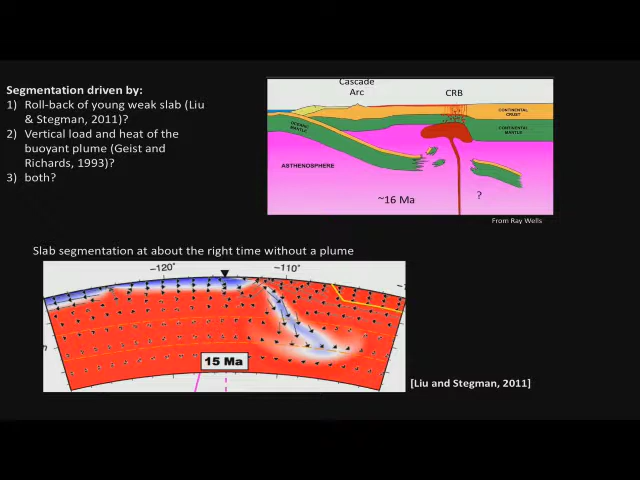 Segmentation driven by:
1) Roll-back of young weak slab (Liu
& Stegman, 2011)?
2) Vertical load and heat of the
buoyant plume (Geist and
Richards, 1993)?
3) both?
Cascade
Arc
CRB
CONTINENTAL
CRUST
OCEANIC
MANTLE
CONTINENTAL
MANTLE
ASTHENOSPHERE
~16 Ma
?
From Ray Wells
Slab segmentation at about the right time without a plume
-120°
-110°
15 Ma
[Liu and Stegman, 2011]